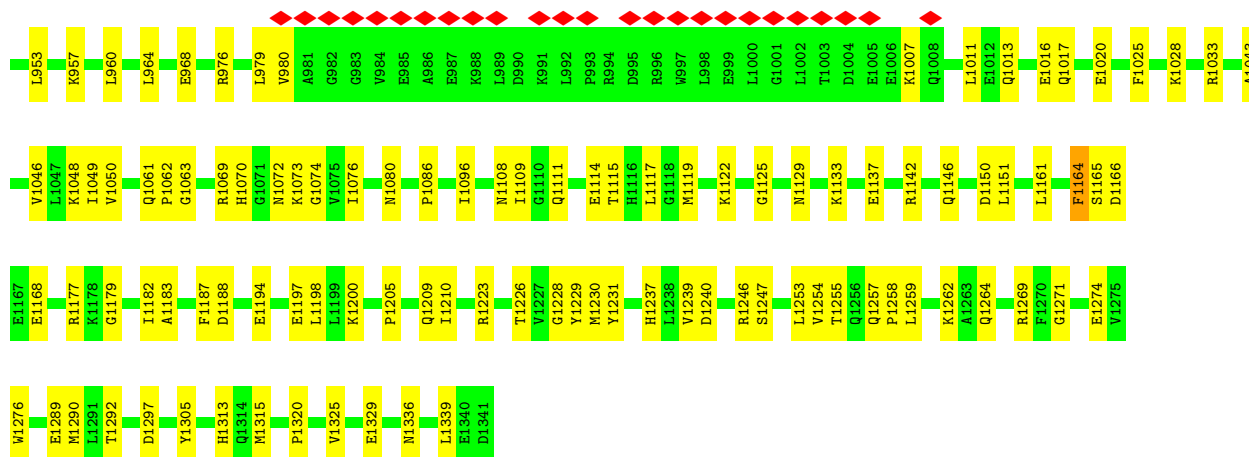 L953 K957 L960 L964 E968 R976 L979 V980 A981 G982 G983 V984 E985 A986 E987 K988 L989 D990 K991 L992 P993 R994 D995 R996 W997 L998 E999 L1000 G1001 L1002 T1003 D1004 E1005 E1006 K1007 Q1008 L1011 E1012 Q1013 E1016 Q1017 E1020 F1025 K1028 R1033
V1046 L1047 K1048 I1049 V1050 Q1061 P1062 G1063 R1069 H1070 G1071 N1072 K1073 G1074 V1075 I1076 N1080 P1086 I1096 N1108 I1109 G1110 Q1111 E1114 T1115 H1116 L1117 G1118 M1119 K1122 G1125 N1129 K1133 E1137 R1142 Q1146 D1150 L1151 L1161 F1164 S1165 D1166
E1167 E1168 R1177 K1178 G1179 I1182 A1183 F1187 D1188 E1194 E1197 L1198 L1199 K1200 P1205 Q1209 I1210 R1223 T1226 V1227 G1228 Y1229 M1230 Y1231 H1237 L1238 V1239 D1240 R1246 S1247 L1253 V1254 T1255 Q1256 Q1257 P1258 L1259 K1262 A1263 Q1264 R1269 F1270 G1271 E1274 V1275
W1276 E1289 M1290 L1291 T1292 D1297 Y1305 H1313 Q1314 M1315 P1320 V1325 E1329 N1336 L1339 E1340 D1341